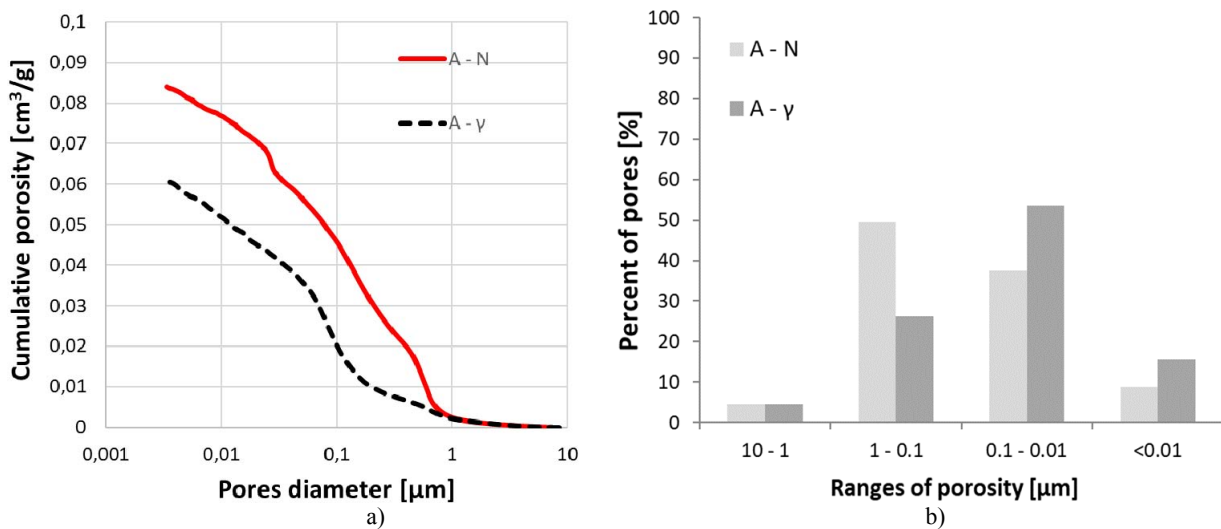 Cumulative porosity [cm³/g]
0,1
0,09
0,08
0,07
0,06
0,05
0,04
0,03
0,02
0,01
0
A - N
A - γ
0,001
0,01
0,1
1
10
Pores diameter [µm]
a)
Percent of pores [%]
100
90
80
70
60
50
40
30
20
10
0
A - N
A - γ
10 - 1
1 - 0.1
0.1 - 0.01
<0.01
Ranges of porosity [µm]
b)